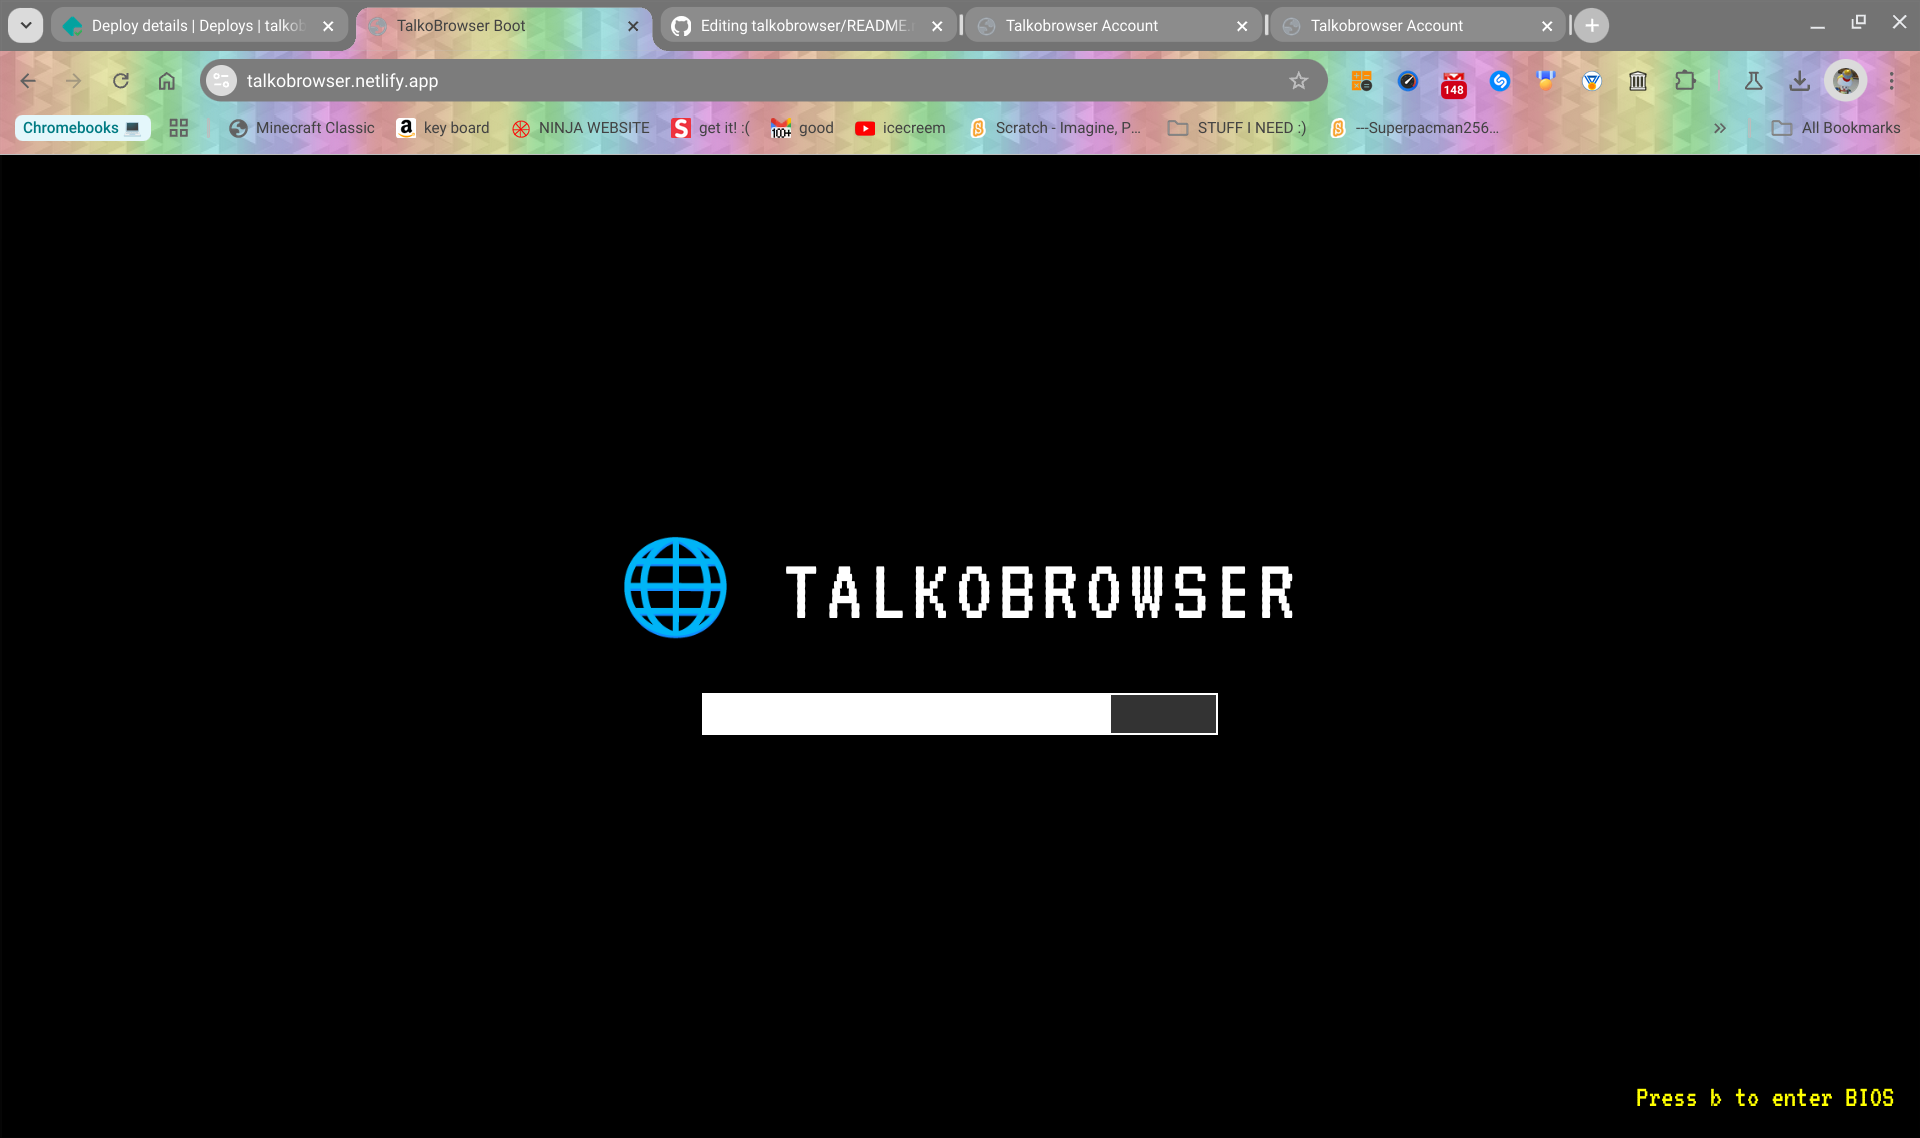 Deploy details | Deploys | talkob
TalkoBrowser Boot
Editing talkobrowser/README.
Talkobrowser Account
Talkobrowser Account
talkobrowser.netlify.app
148
Chromebooks 💻
Minecraft Classic
a
key board
NINJA WEBSITE
S
get it! :(
100+
good
icecreem
S
Scratch - Imagine, P...
STUFF I NEED :)
S
---Superpacman256...
All Bookmarks
TALKOBROWSER
Press b to enter BIOS